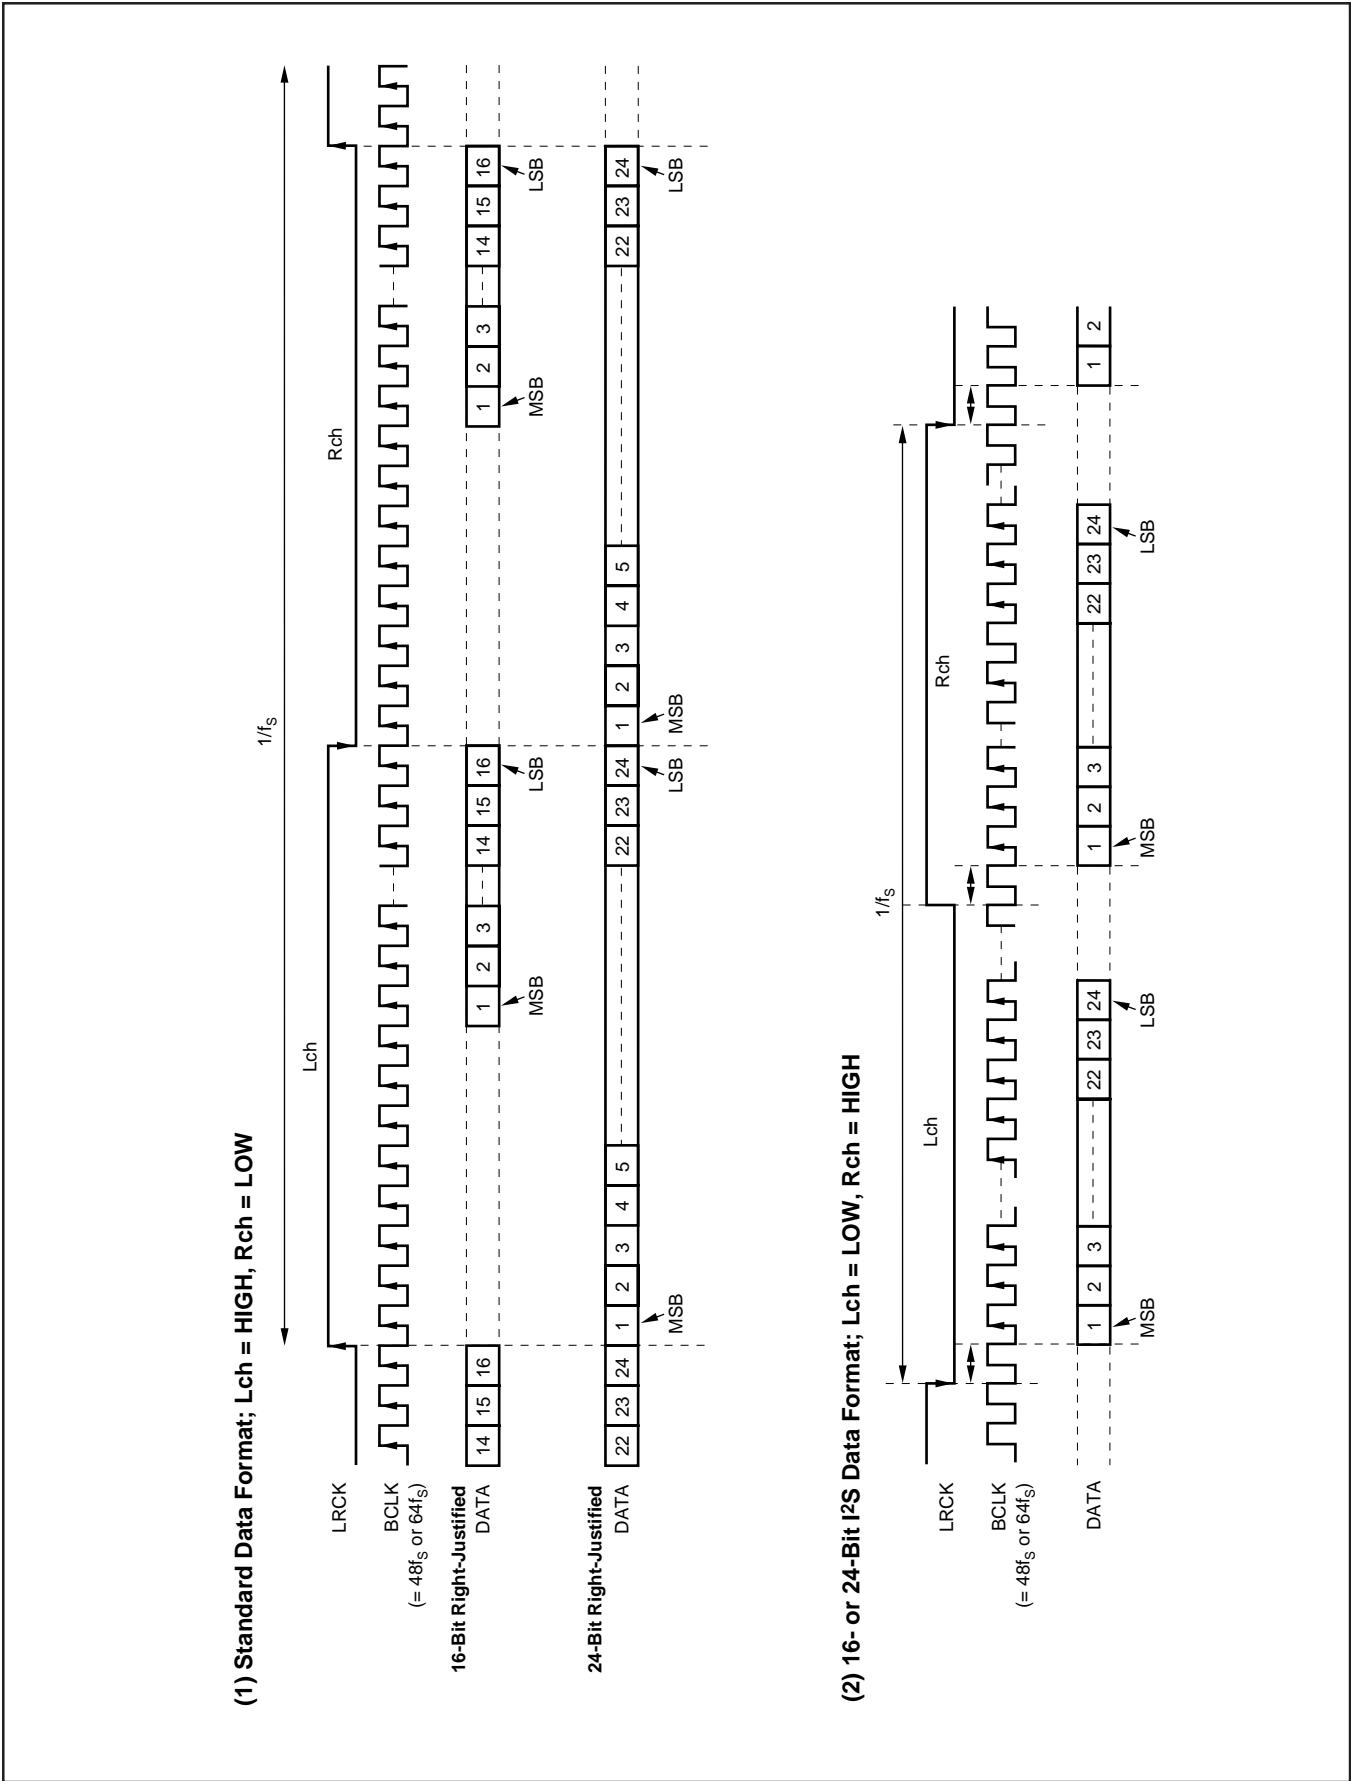 (1) Standard Data Format; Lch = HIGH, Rch = LOW
1/fS
LRCK
Lch
Rch
BCLK
(= 48fS or 64fS)
16-Bit Right-Justified
DATA
14 15 16 1 2 3 14 15 16 1 2 3 14 15 16
MSB LSB MSB LSB
24-Bit Right-Justified
DATA
22 23 24 1 2 3 4 5 22 23 24 1 2 3 4 5 22 23 24
MSB LSB MSB LSB
(2) 16- or 24-Bit I2S Data Format; Lch = LOW, Rch = HIGH
1/fS
LRCK
Lch
Rch
BCLK
(= 48fS or 64fS)
DATA
1 2 3 22 23 24 1 2 3 22 23 24 1 2
MSB LSB MSB LSB